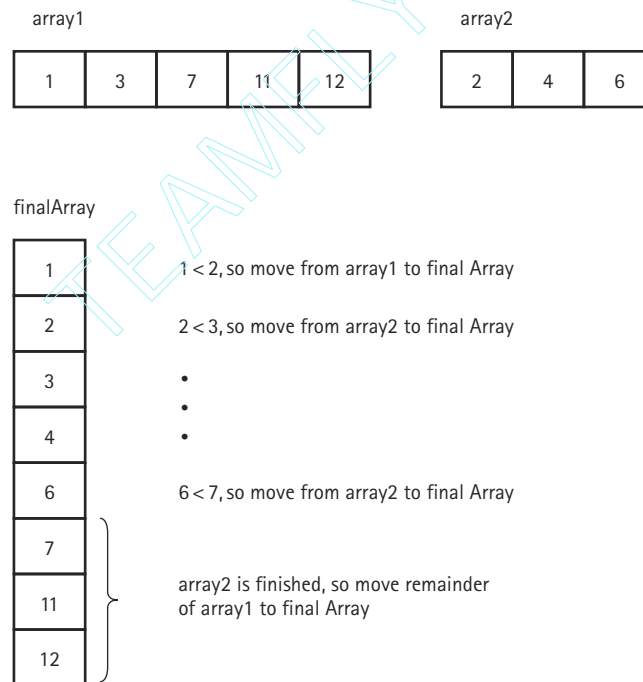 array1 array2
1 3 7 11 12 2 4 6
finalArray
1 1 < 2, so move from array1 to final Array
2 2 < 3, so move from array2 to final Array
3
4
6 6 < 7, so move from array2 to final Array
7
11 array2 is finished, so move remainder
of array1 to final Array
12
TEAMFLY